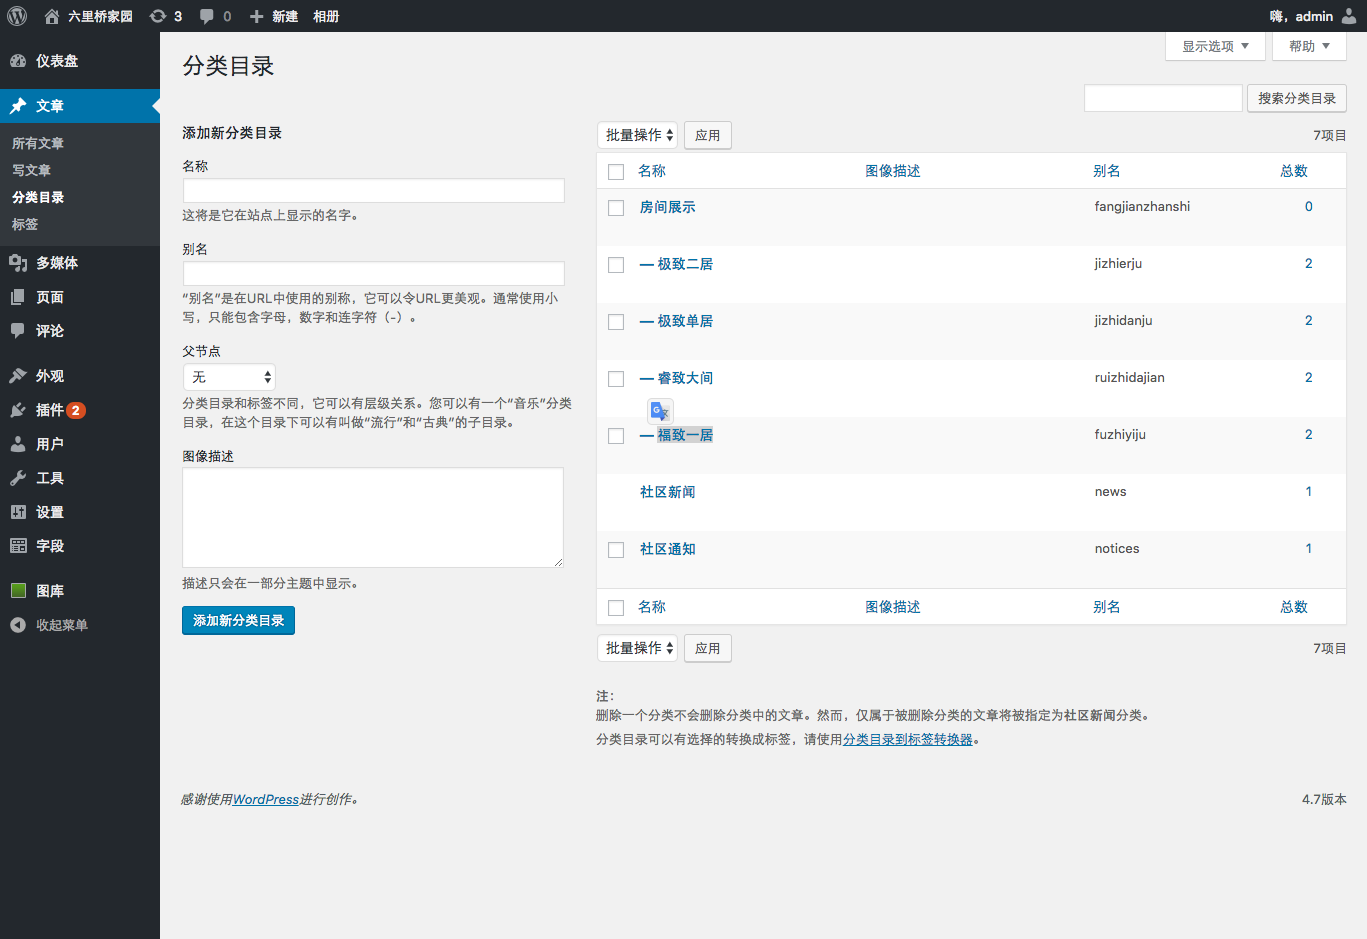 六里桥家园
3
0
新建
相册
嗨，admin
仪表盘
文章
所有文章
写文章
分类目录
标签
多媒体
页面
评论
外观
插件 2
用户
工具
设置
字段
图库
收起菜单
显示选项
帮助
分类目录
搜索分类目录
添加新分类目录
名称
这将是它在站点上显示的名字。
别名
“别名”是在URL中使用的别称，它可以令URL更美观。通常使用小
写，只能包含字母，数字和连字符（-）。
父节点
无
分类目录和标签不同，它可以有层级关系。您可以有一个“音乐”分类
目录，在这个目录下可以有叫做“流行”和“古典”的子目录。
图像描述
描述只会在一部分主题中显示。
添加新分类目录
批量操作
应用
7项目
名称 图像描述 别名 总数
房间展示 fangjianzhanshi 0
— 极致二居 jizhierju 2
— 极致单居 jizhidanju 2
— 睿致大间 ruizhidajian 2
— 福致一居 fuzhiyiju 2
社区新闻 news 1
社区通知 notices 1
名称 图像描述 别名 总数
批量操作
应用
7项目
注：
删除一个分类不会删除分类中的文章。然而，仅属于被删除分类的文章将被指定为社区新闻分类。
分类目录可以有选择的转换成标签，请使用分类目录到标签转换器。
感谢使用WordPress进行创作。
4.7版本